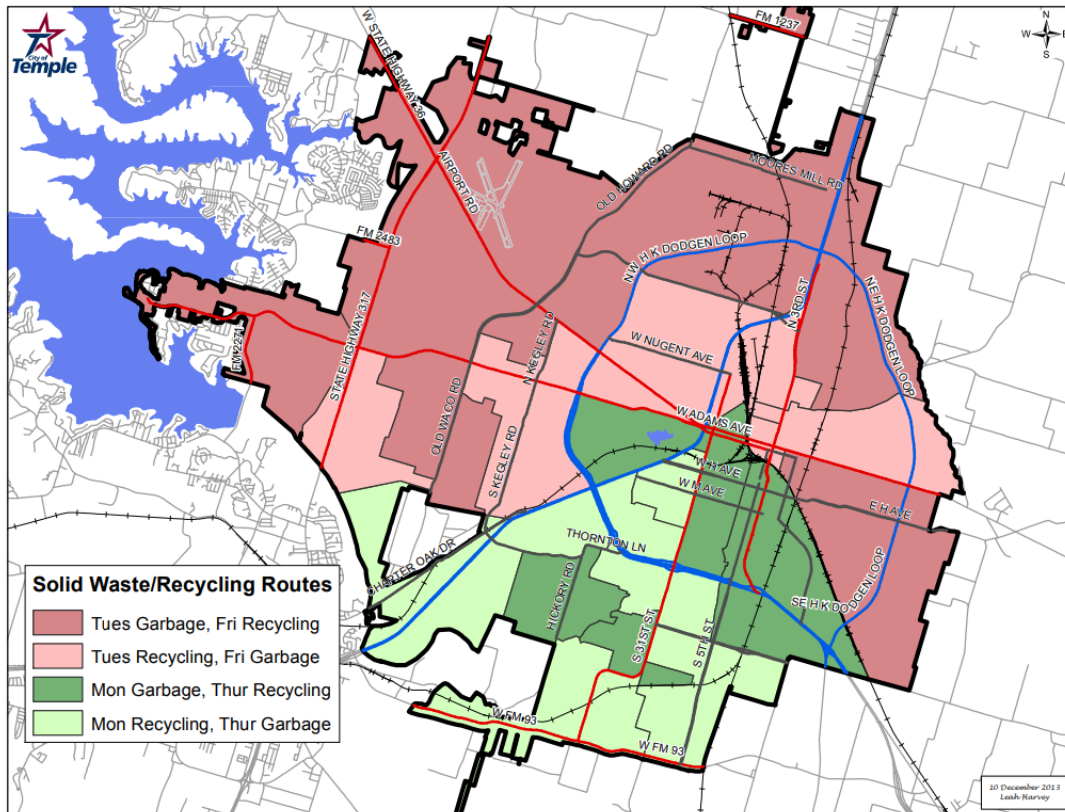 City of
Temple
N
W
E
S
FM 1237
W STATE HIGHWAY 36
AIRPORT RD
OLD HOWARD RD
MOORES MILL RD
FM 2483
N W H K DODGEN LOOP
NE H K DODGEN LOOP
N 3RD ST
STATE HIGHWAY 317
FM 2271
N KEGLEY RD
W NUGENT AVE
OLD WACO RD
W ADAMS AVE
S KEGLEY RD
W H AVE
W M AVE
E H AVE
THORNTON LN
CHARTER OAK DR
HICKORY RD
SE H K DODGEN LOOP
S 31ST ST
S 5TH ST
W FM 93
W FM 93
Solid Waste/Recycling Routes
Tues Garbage, Fri Recycling
Tues Recycling, Fri Garbage
Mon Garbage, Thur Recycling
Mon Recycling, Thur Garbage
10 December 2013
Leah Harvey